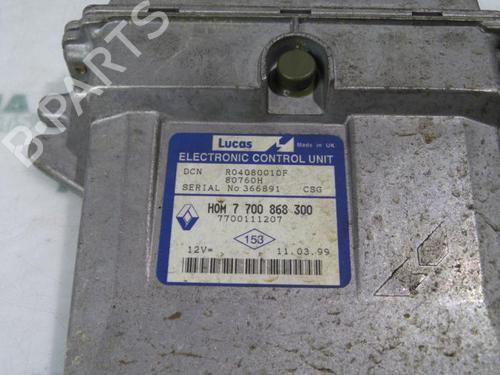 B-PARTS
Lucas
Made in UK
ELECTRONIC CONTROL UNIT
DCN R04080010F
80760H
SERIAL No 366891 CSG
HOM 7 700 868 300
7700111207
153
12V= 11.03.99